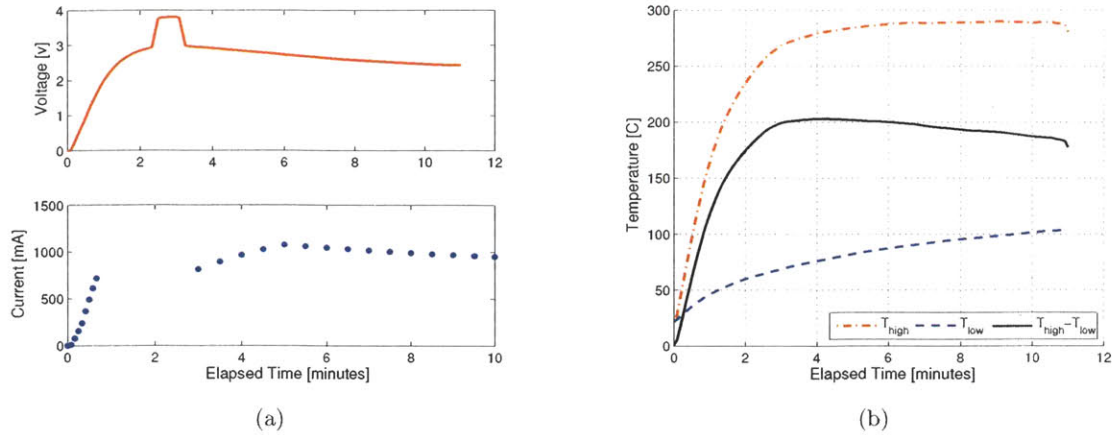 4
3
2
1
0
Voltage [v]
0 2 4 6 8 10 12
1500
1000
500
0
Current [mA]
0 2 4 6 8 10
Elapsed Time [minutes]
(a)
300
250
200
150
100
50
0
Temperature [C]
T_high T_low T_high-T_low
0 2 4 6 8 10 12
Elapsed Time [minutes]
(b)